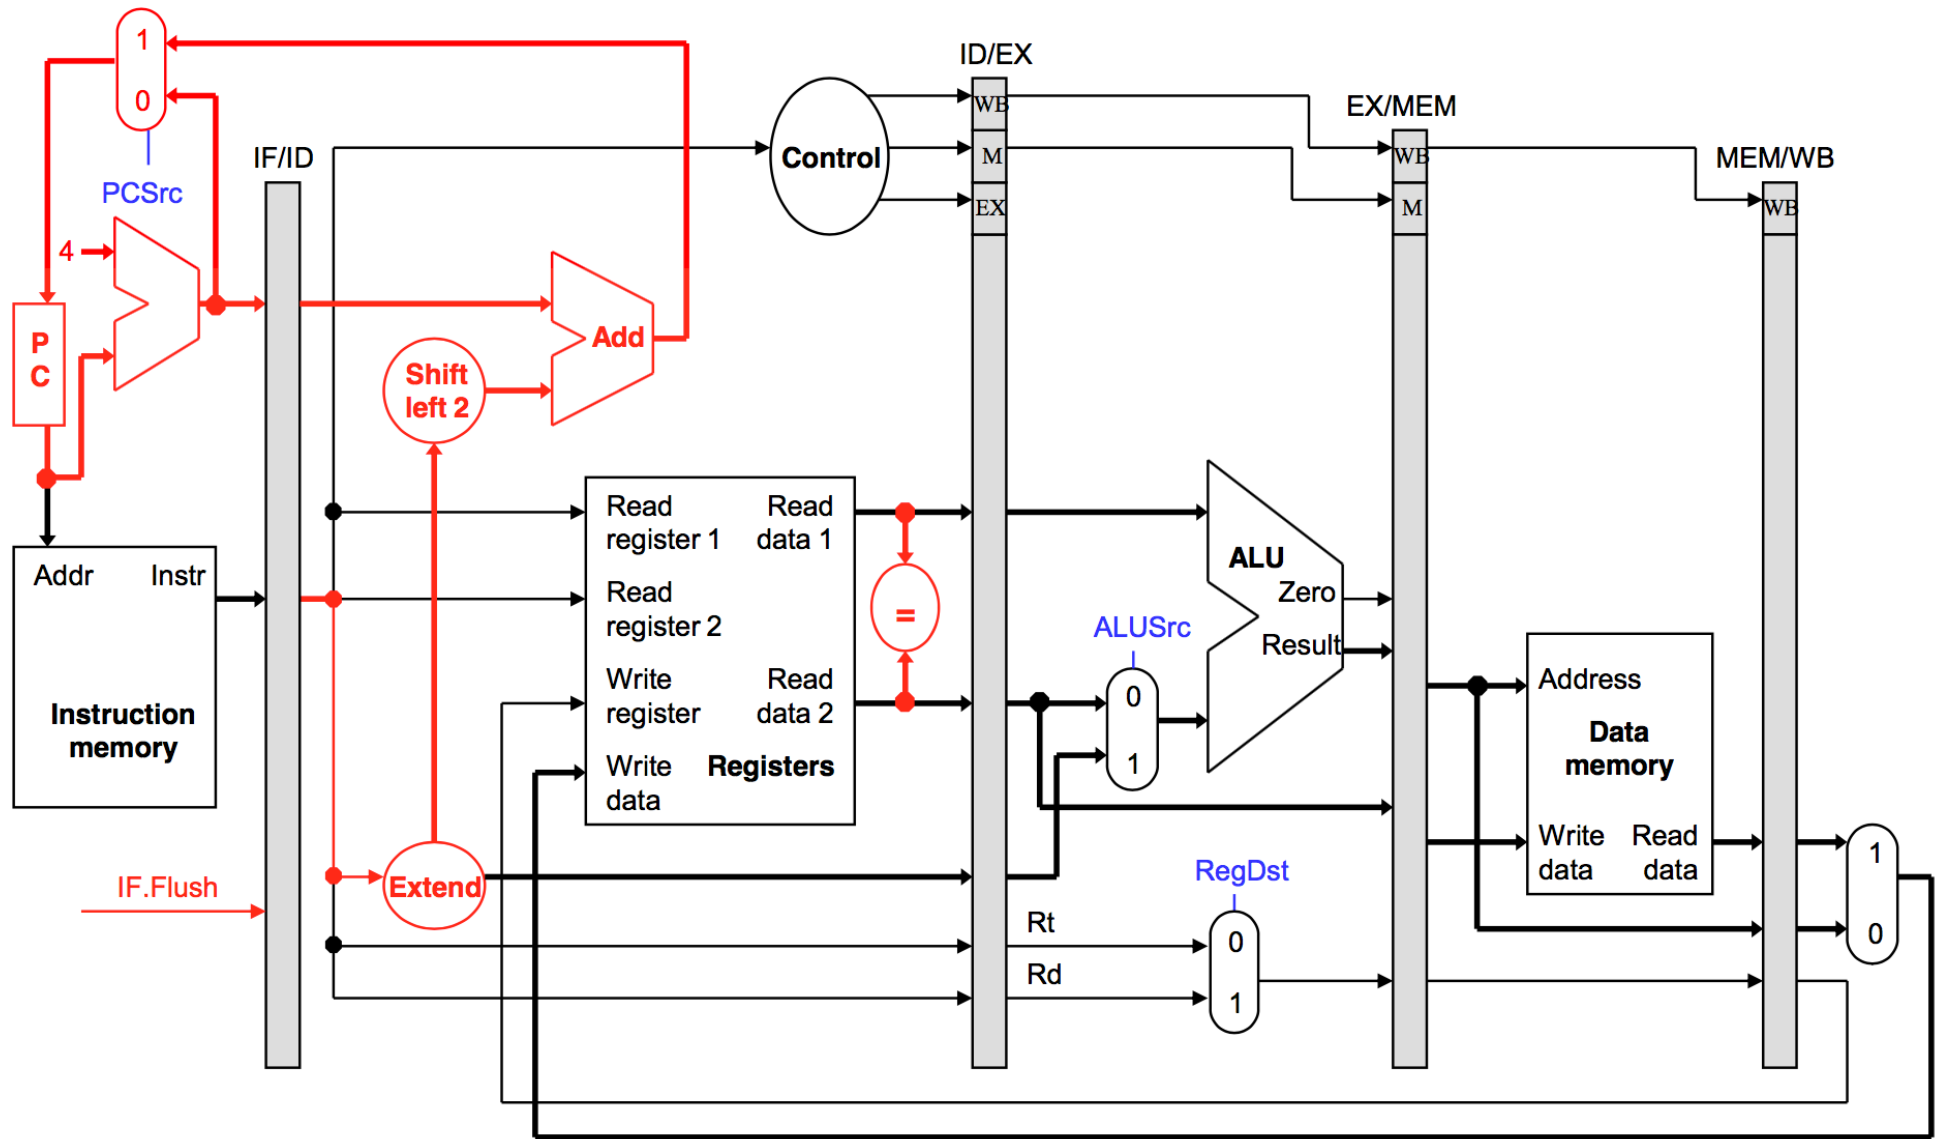 1
0
PCSrc
4
P
C
Addr Instr
Instruction
memory
IF.Flush
IF/ID
Shift
left 2
Add
Extend
Control
Read
register 1
Read
data 1
Read
register 2
Write
register
Read
data 2
Write
data
Registers
=
ID/EX
WB
M
EX
ALU
Zero
Result
ALUSrc
0
1
RegDst
Rt
Rd
0
1
EX/MEM
WB
M
Address
Data
memory
Write
data
Read
data
MEM/WB
WB
1
0